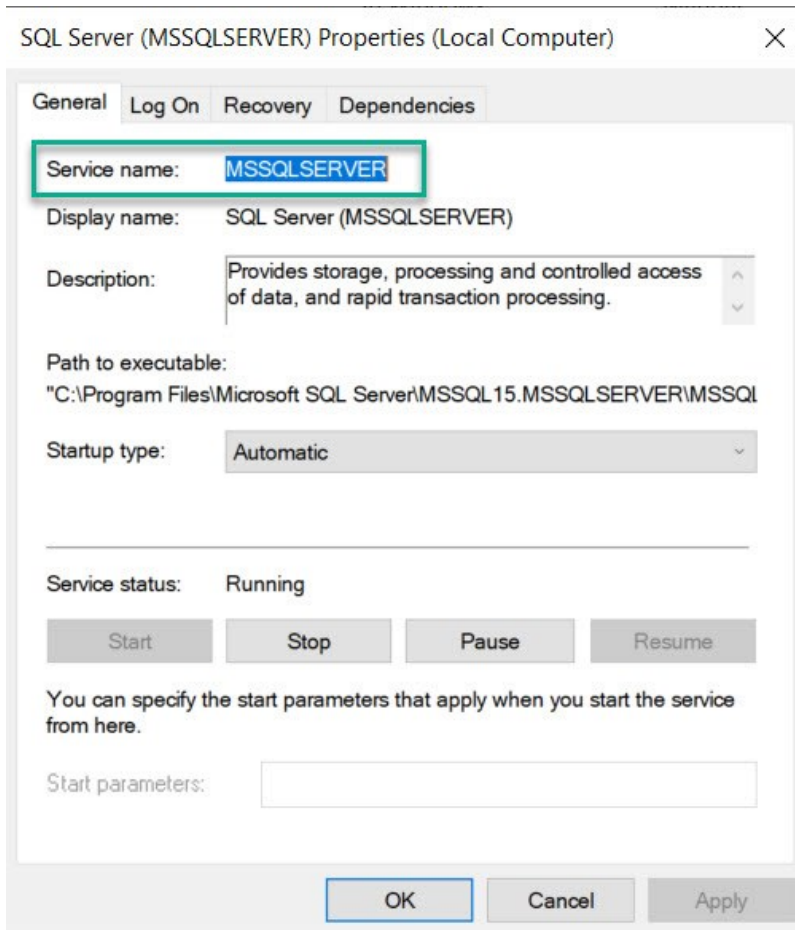 SQL Server (MSSQLSERVER) Properties (Local Computer)
General Log On Recovery Dependencies
Service name: MSSQLSERVER
Display name: SQL Server (MSSQLSERVER)
Description: Provides storage, processing and controlled access
of data, and rapid transaction processing.
Path to executable:
"C:\Program Files\Microsoft SQL Server\MSSQL15.MSSQLSERVER\MSSQL
Startup type: Automatic
Service status: Running
Start Stop Pause Resume
You can specify the start parameters that apply when you start the service
from here.
Start parameters:
OK Cancel Apply